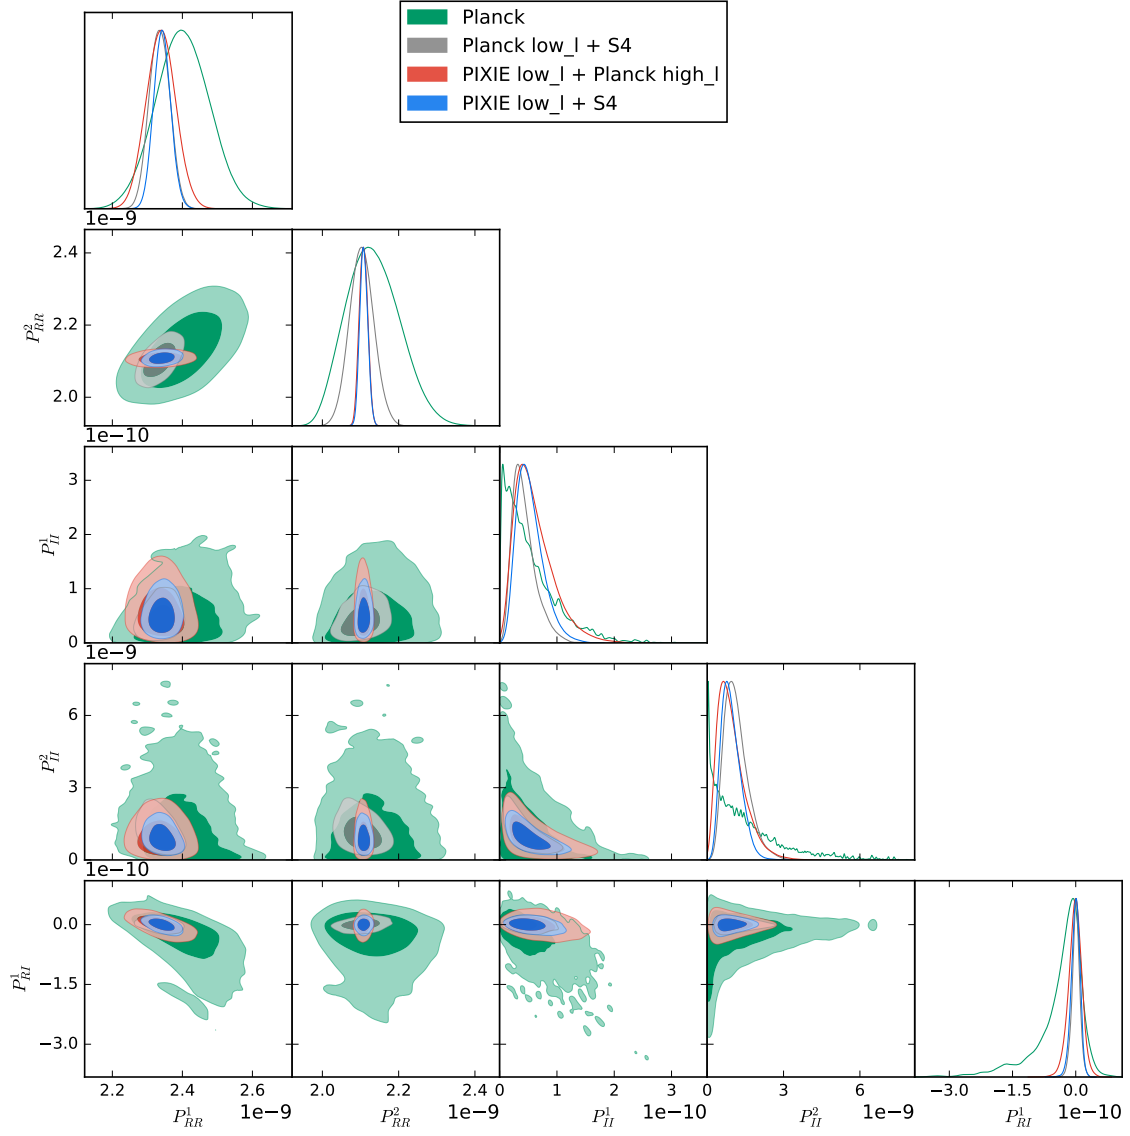 Planck
Planck low_l + S4
PIXIE low_l + Planck high_l
PIXIE low_l + S4
1e−9
2.4
2.2
2.0
P²_RR
1e−10
3
2
1
0
P¹_II
1e−9
6
3
0
P²_II
1e−10
0.0
−1.5
−3.0
P¹_RI
2.2 2.4 2.6 2.0 2.2 2.4 0 1 2 3 0 3 6 −3.0 −1.5 0.0
P¹_RR 1e−9 P²_RR 1e−9 P¹_II 1e−10 P²_II 1e−9 P¹_RI 1e−10